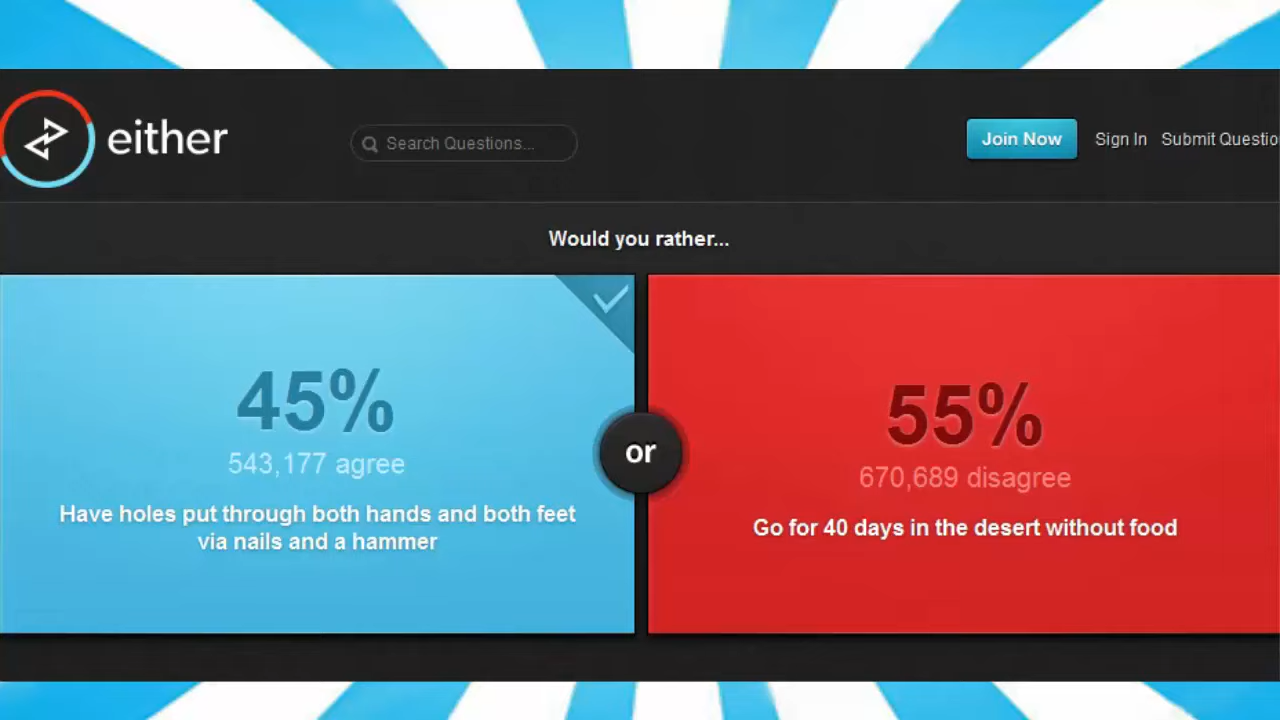 either
Search Questions...
Join Now
Sign In
Submit Questio
Would you rather...
45%
543,177 agree
Have holes put through both hands and both feet
via nails and a hammer
or
55%
670,689 disagree
Go for 40 days in the desert without food